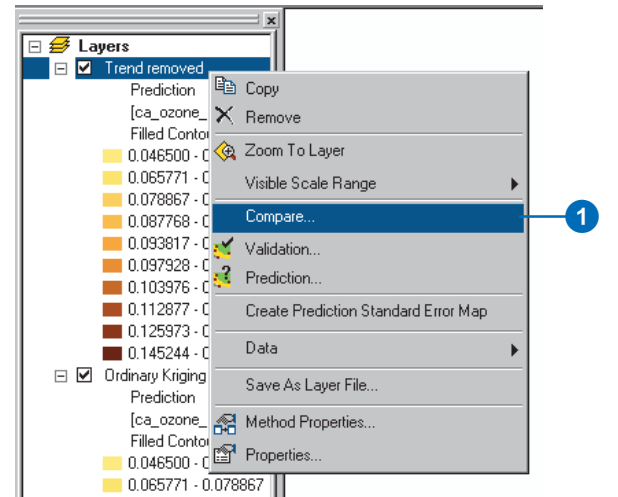 Layers
Trend removed
Prediction
[ca_ozone_
Filled Contou
0.046500 - 0
0.065771 - 0
0.078867 - 0
0.087768 - 0
0.093817 - 0
0.097928 - 0
0.103976 - 0
0.112877 - 0
0.125973 - 0
0.145244 - 0
Ordinary Kriging
Prediction
[ca_ozone_
Filled Contou
0.046500 - 0
0.065771 - 0.078867
Copy
Remove
Zoom To Layer
Visible Scale Range
Compare...
Validation...
Prediction...
Create Prediction Standard Error Map
Data
Save As Layer File...
Method Properties...
Properties...
1